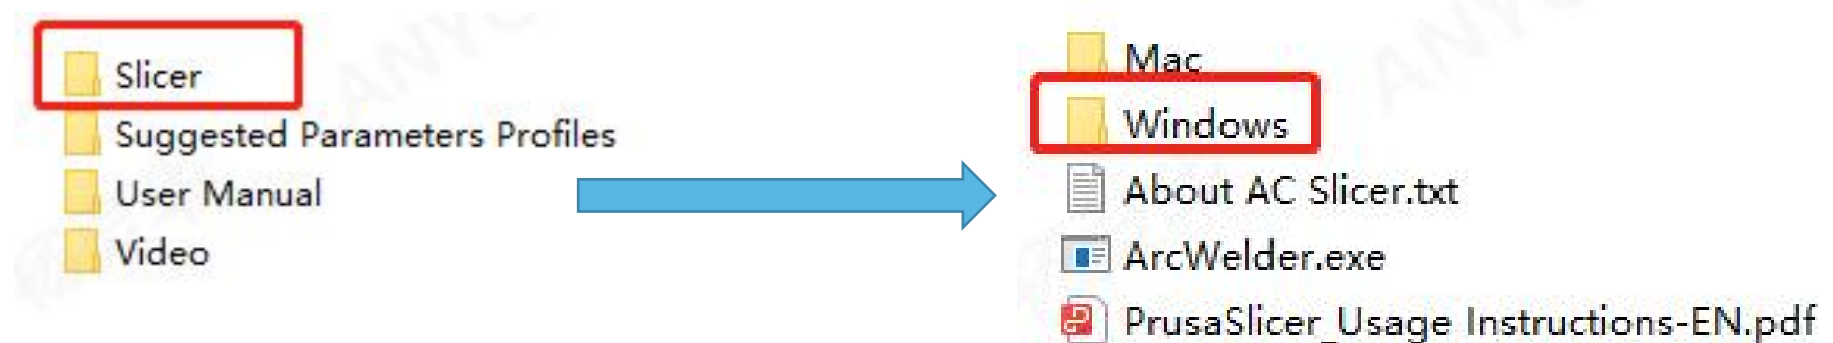 Slicer
Suggested Parameters Profiles
User Manual
Video
Mac
Windows
About AC Slicer.txt
ArcWelder.exe
PrusaSlicer_Usage Instructions-EN.pdf